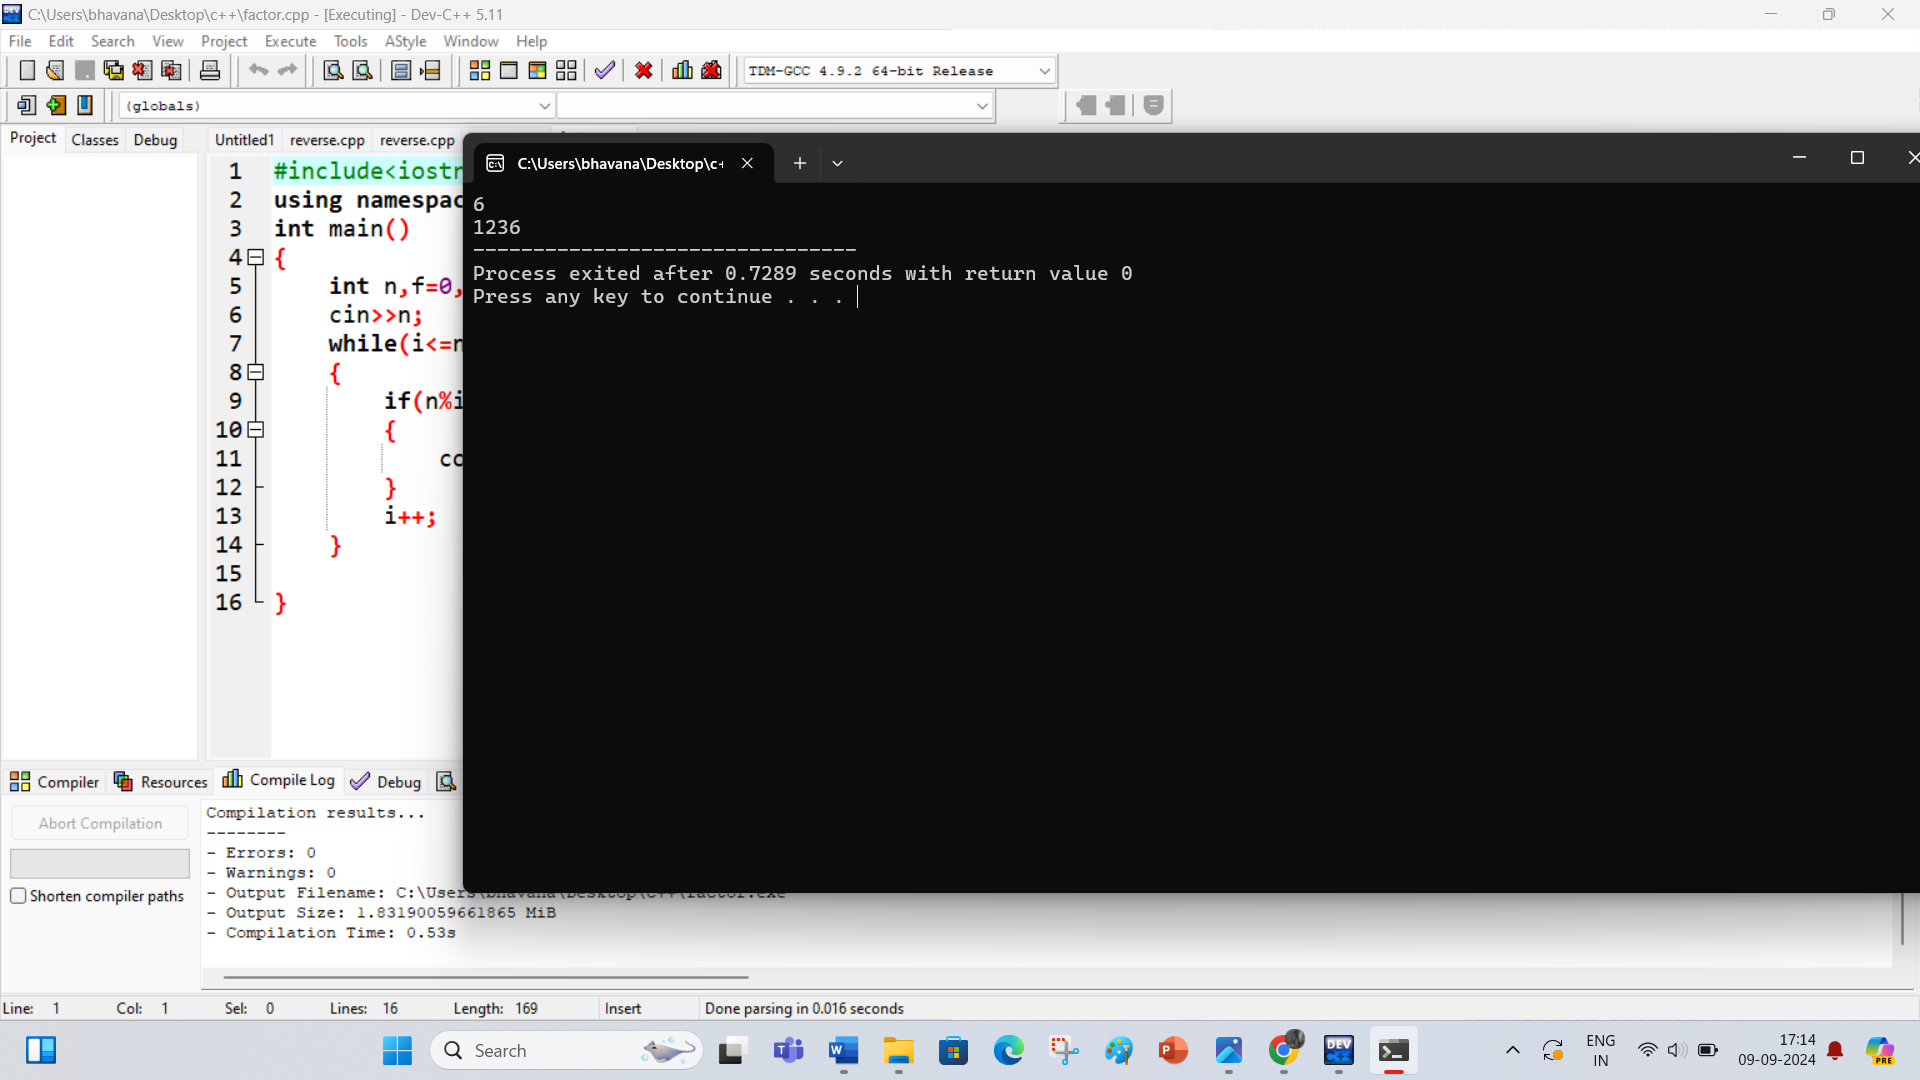 C:\Users\bhavana\Desktop\c++\factor.cpp - [Executing] - Dev-C++ 5.11
File Edit Search View Project Execute Tools AStyle Window Help
TDM-GCC 4.9.2 64-bit Release
(globals)
Project Classes Debug Untitled1 reverse.cpp reverse.cpp
1 #include<iostr
2 using namespac
3 int main()
4 {
5 int n,f=0,
6 cin>>n;
7 while(i<=n
8 {
9 if(n%i
10 {
11 co
12 }
13 i++;
14 }
15
16 }
C:\Users\bhavana\Desktop\c+
6
1236
--------------------------------
Process exited after 0.7289 seconds with return value 0
Press any key to continue . . .
Compiler Resources Compile Log Debug
Abort Compilation
Shorten compiler paths
Compilation results...
--------
- Errors: 0
- Warnings: 0
- Output Filename: C:\Users\bhavana\Desktop\c++\factor.exe
- Output Size: 1.83190059661865 MiB
- Compilation Time: 0.53s
Line: 1 Col: 1 Sel: 0 Lines: 16 Length: 169 Insert Done parsing in 0.016 seconds
Search
ENG
IN
17:14
09-09-2024